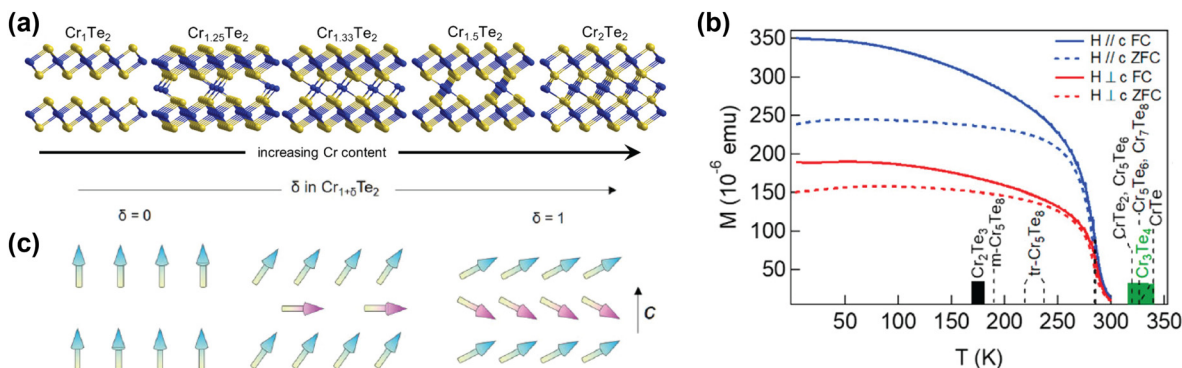 (a)
Cr₁Te₂ Cr₁.₂₅Te₂ Cr₁.₃₃Te₂ Cr₁.₅Te₂ Cr₂Te₂
increasing Cr content
δ in Cr₁₊δTe₂
(c)
δ = 0
δ = 1
c
(b)
350
300
250
200
150
100
50
M (10⁻⁶ emu)
H // c FC
H // c ZFC
H ⊥ c FC
H ⊥ c ZFC
Cr₂Te₃
m-Cr₅Te₈
tr-Cr₅Te₈
CrTe₂, Cr₅Te₆
Cr₃Te₄
Cr₅Te₆, Cr₇Te₈
CrTe
50 100 150 200 250 300 350
T (K)